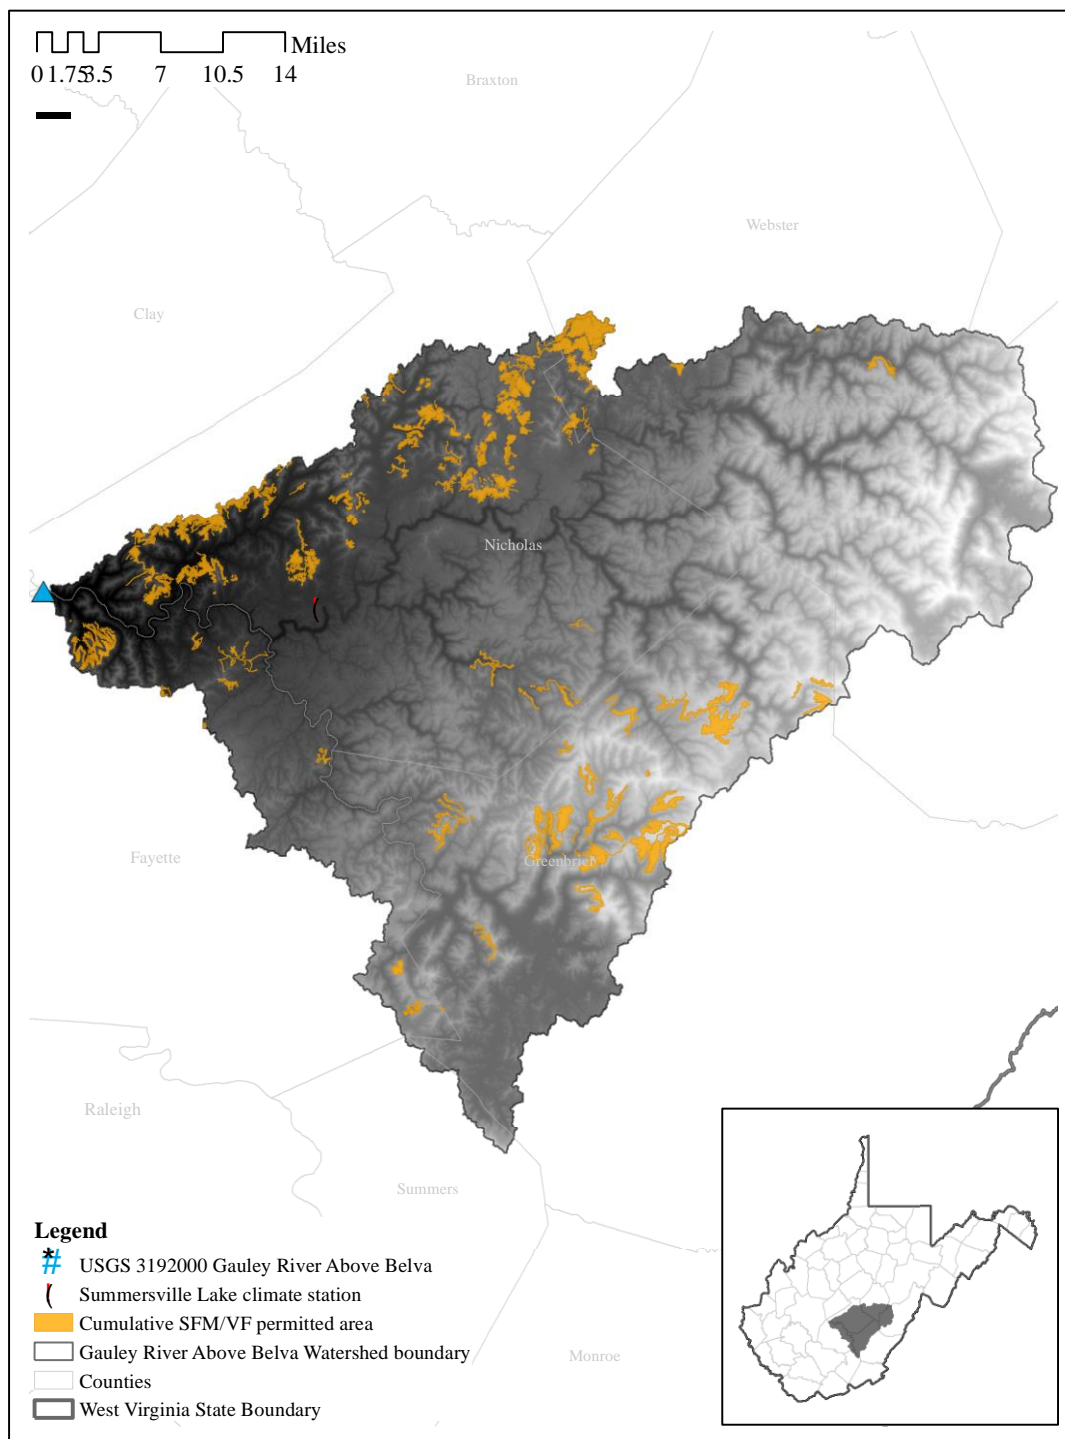 Miles
0 1.75 3.5 7 10.5 14
Braxton
Webster
Clay
Nicholas
Fayette
Greenbrier
Raleigh
Summers
Monroe
Legend
*
# USGS 3192000 Gauley River Above Belva
( Summersville Lake climate station
Cumulative SFM/VF permitted area
Gauley River Above Belva Watershed boundary
Counties
West Virginia State Boundary